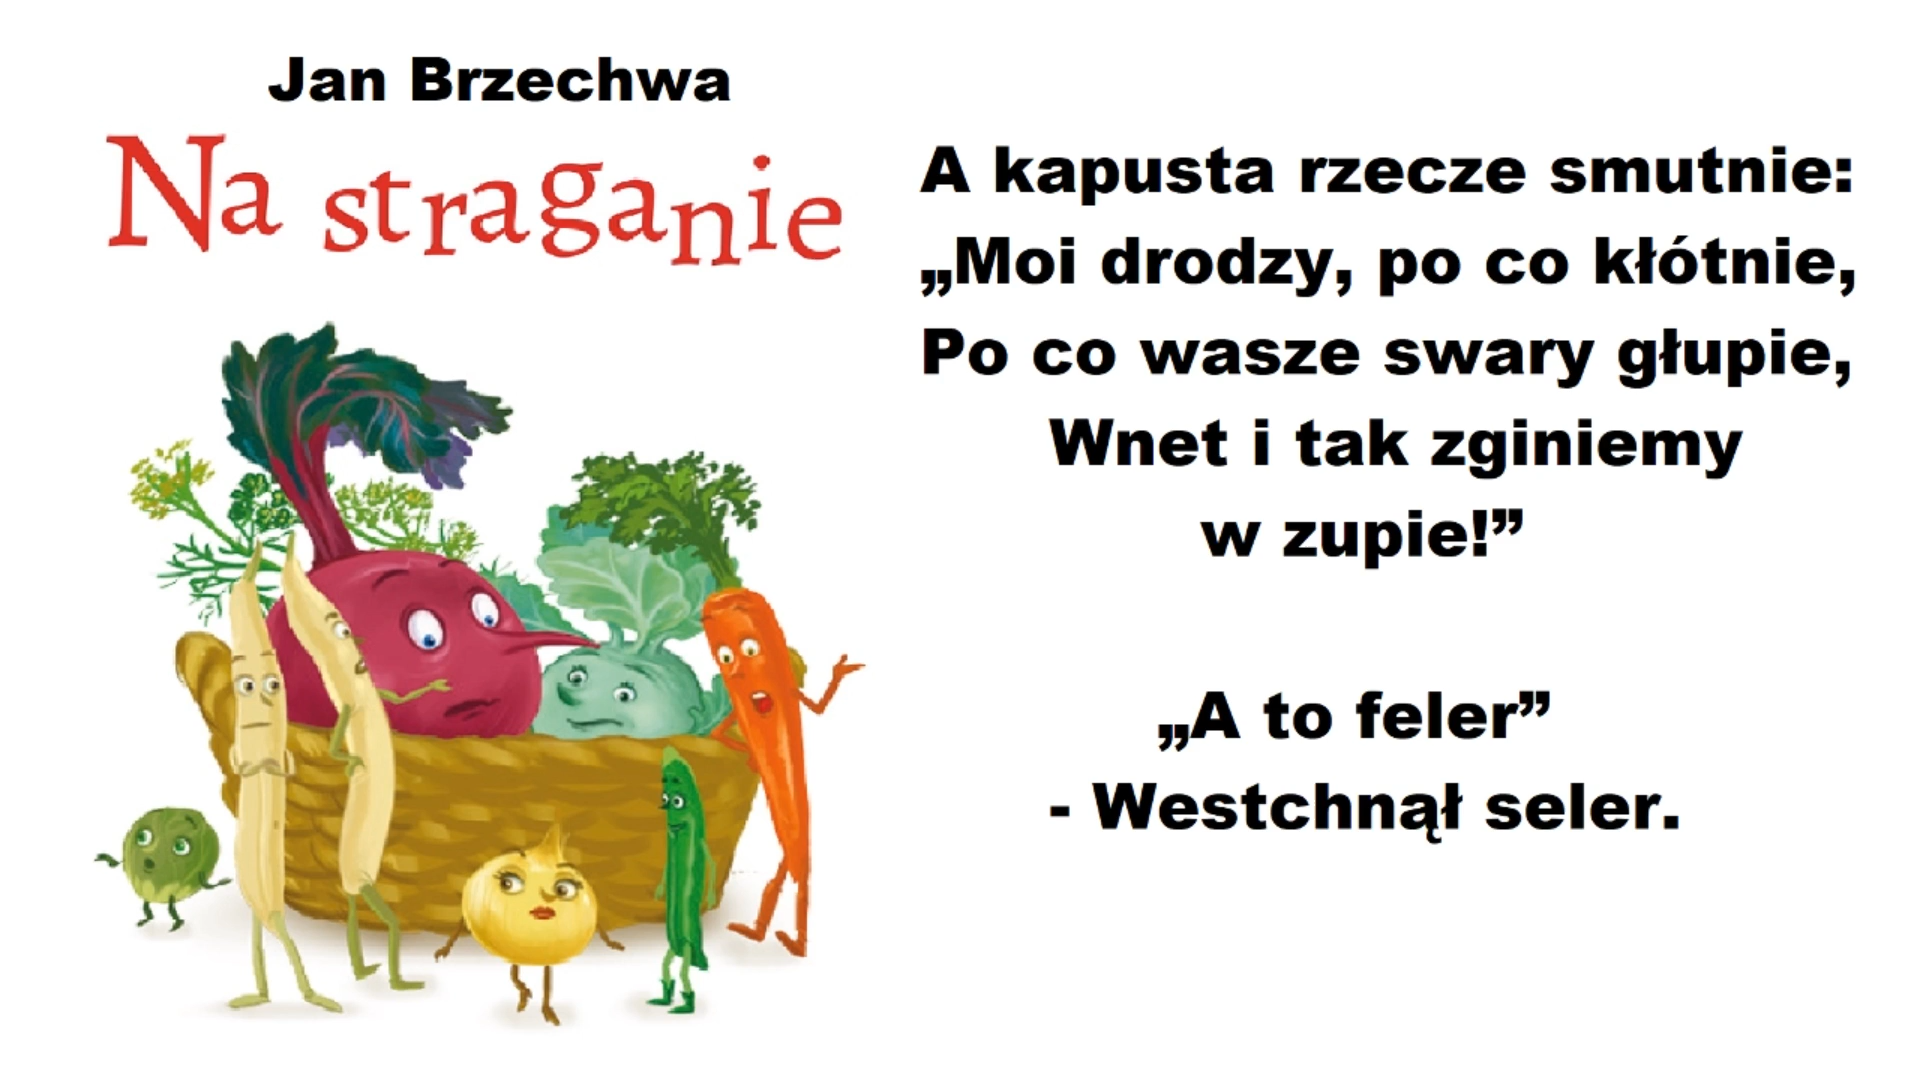 Jan Brzechwa
Na straganie
A kapusta rzecze smutnie:
„Moi drodzy, po co kłótnie,
Po co wasze swary głupie,
Wnet i tak zginiemy
w zupie!”
„A to feler”
- Westchnął seler.